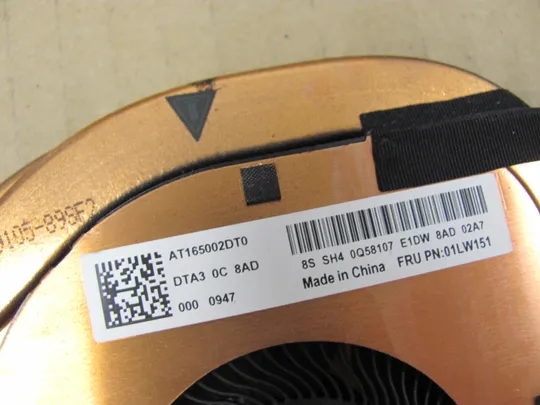 AT165002DT0
DTA3 0C 8AD
000 0947
8S SH4 0Q58107 E1DW 8AD 02A7
Made in China FRU PN:01LW151